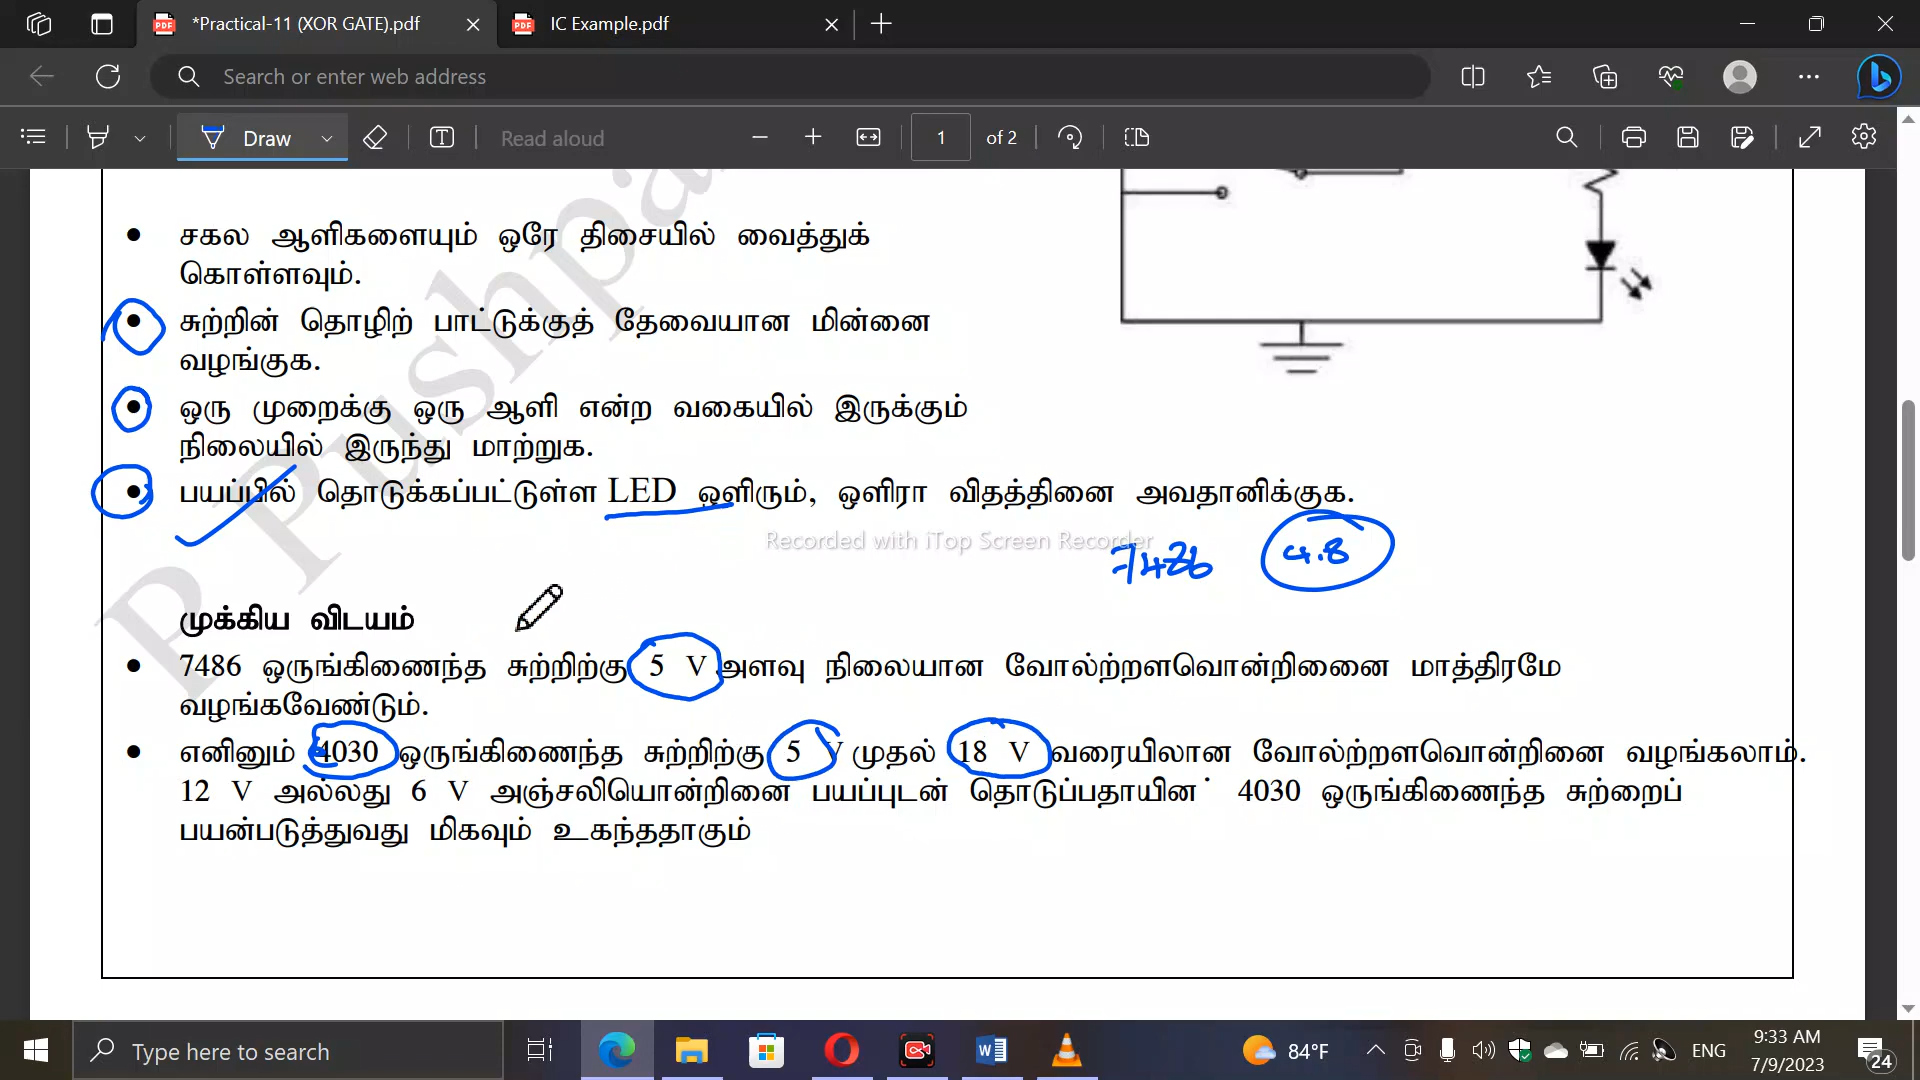 *Practical-11 (XOR GATE).pdf
IC Example.pdf
Search or enter web address
Draw
Read aloud
1 of 2
சகல ஆளிகளையும் ஒரே திசையில் வைத்துக்
கொள்ளவும்.
சுற்றின் தொழிற் பாட்டுக்குத் தேவையான மின்னை
வழங்குக.
ஒரு முறைக்கு ஒரு ஆளி என்ற வகையில் இருக்கும்
நிலையில் இருந்து மாற்றுக.
பயப்பில் தொடுக்கப்பட்டுள்ள LED ஒளிரும், ஒளிரா விதத்தினை அவதானிக்குக.
Recorded with iTop Screen Recorder
4.8
முக்கிய விடயம்
7486 ஒருங்கிணைந்த சுற்றிற்கு 5 V அளவு நிலையான வோல்ற்றளவொன்றினை மாத்திரமே
வழங்கவேண்டும்.
எனினும் 4030 ஒருங்கிணைந்த சுற்றிற்கு 5 V முதல் 18 V வரையிலான வோல்ற்றளவொன்றினை வழங்கலாம்.
12 V அல்லது 6 V அஞ்சலியொன்றினை பயப்புடன் தொடுப்பதாயின் 4030 ஒருங்கிணைந்த சுற்றைப்
பயன்படுத்துவது மிகவும் உகந்ததாகும்
P Pushpa
Type here to search
84°F
ENG
9:33 AM
7/9/2023
24